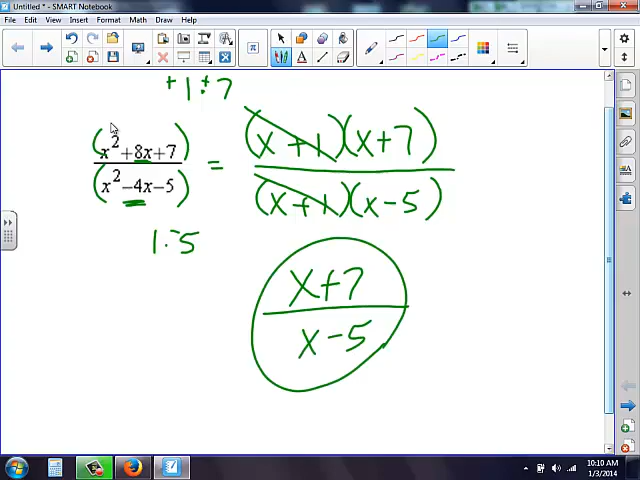 Untitled * - SMART Notebook
File Edit View Insert Format Tools Math Draw Help
+1·+7
(x²+8x+7) = (x+1)(x+7)
(x²-4x-5) (x+1)(x-5)
1·-5
x+7
x-5
10:10 AM
1/3/2014